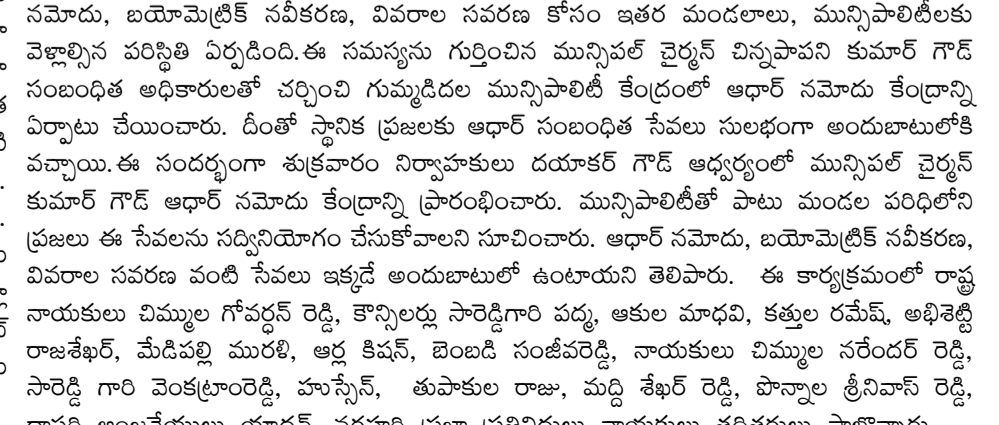 నమోదు, బయోమెట్రిక్ నవీకరణ, వివరాల సవరణ కోసం ఇతర మండలాలు, మున్సిపాలిటీలకు
వెళ్లాల్సిన పరిస్థితి ఏర్పడింది.ఈ సమస్యను గుర్తించిన మున్సిపల్ చైర్మన్ చిన్నపాపని కుమార్ గౌడ్
సంబంధిత అధికారులతో చర్చించి గుమ్మడిదల మున్సిపాలిటీ కేంద్రంలో ఆధార్ నమోదు కేంద్రాన్ని
ఏర్పాటు చేయించారు. దీంతో స్థానిక ప్రజలకు ఆధార్ సంబంధిత సేవలు సులభంగా అందుబాటులోకి
వచ్చాయి.ఈ సందర్భంగా శుక్రవారం నిర్వాహకులు దయాకర్ గౌడ్ ఆధ్వర్యంలో మున్సిపల్ చైర్మన్
కుమార్ గౌడ్ ఆధార్ నమోదు కేంద్రాన్ని ప్రారంభించారు. మున్సిపాలిటీతో పాటు మండల పరిధిలోని
ప్రజలు ఈ సేవలను సద్వినియోగం చేసుకోవాలని సూచించారు. ఆధార్ నమోదు, బయోమెట్రిక్ నవీకరణ,
వివరాల సవరణ వంటి సేవలు ఇక్కడే అందుబాటులో ఉంటాయని తెలిపారు. ఈ కార్యక్రమంలో రాష్ట్ర
నాయకులు చిమ్ముల గోవర్ధన్ రెడ్డి, కౌన్సిలర్లు సారెడ్డిగారి పద్మ, ఆకుల మాధవి, కత్తుల రమేష్, అభిశెట్టి
రాజశేఖర్, మేడిపల్లి మురళి, ఆర్ల కిషన్, బెంబడి సంజీవరెడ్డి, నాయకులు చిమ్ముల నరేందర్ రెడ్డి,
సారెడ్డి గారి వెంకట్రాంరెడ్డి, హుస్సేన్, తుపాకుల రాజు, మద్ది శేఖర్ రెడ్డి, పొన్నాల శ్రీనివాస్ రెడ్డి,